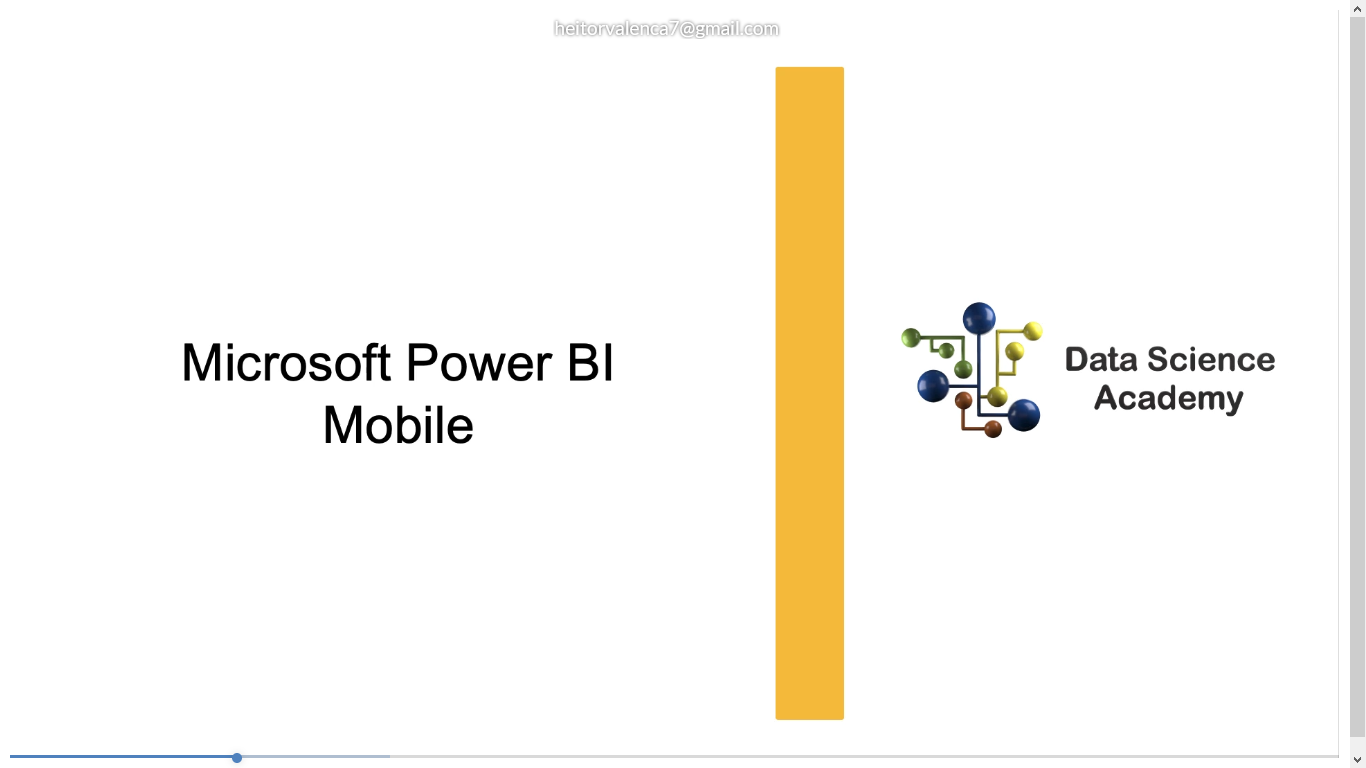 heitorvalenca7@gmail.com
Microsoft Power BI
Mobile
Data Science
Academy